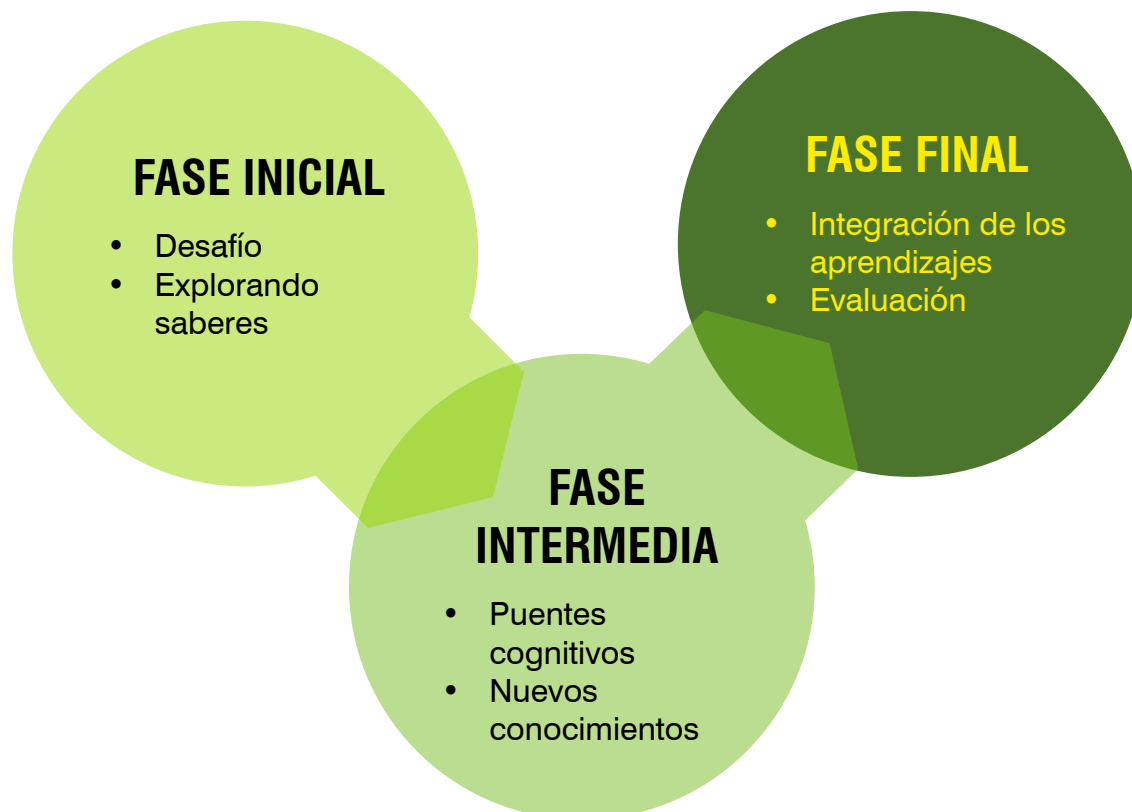 FASE INICIAL
• Desafío
• Explorando
saberes
FASE
INTERMEDIA
• Puentes
cognitivos
• Nuevos
conocimientos
FASE FINAL
• Integración de los
aprendizajes
• Evaluación